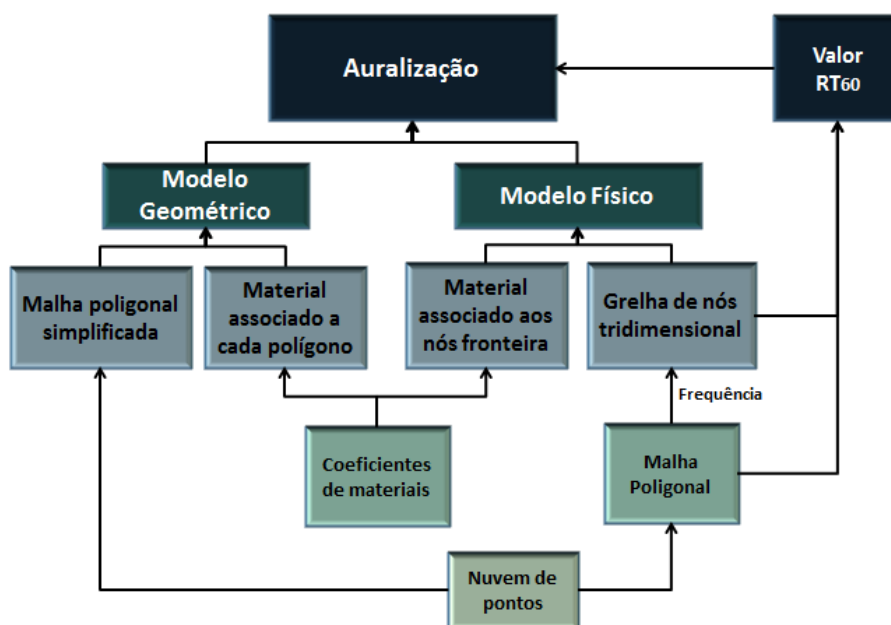 Auralização
Valor
RT60
Modelo
Geométrico
Modelo Físico
Malha poligonal
simplificada
Material
associado a
cada polígono
Material
associado aos
nós fronteira
Grelha de nós
tridimensional
Frequência
Coeficientes
de materiais
Malha
Poligonal
Nuvem de
pontos